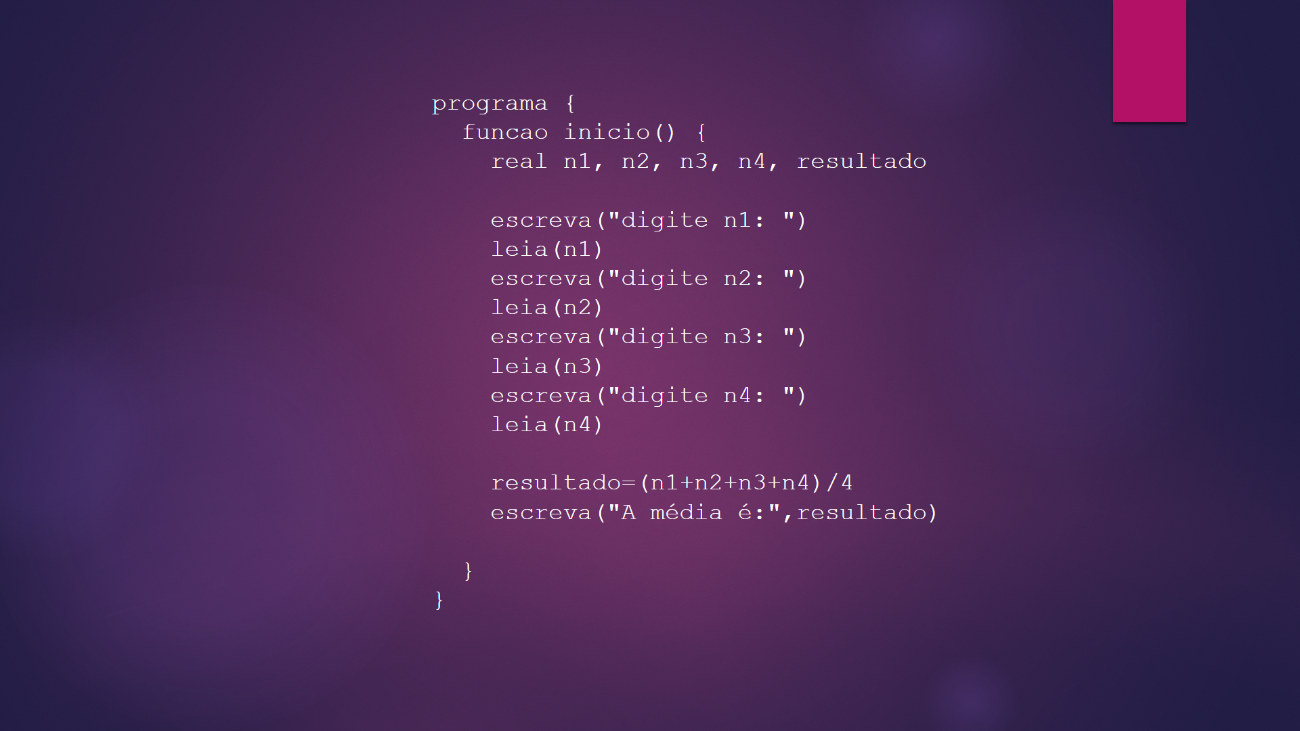 programa {
funcao inicio() {
real n1, n2, n3, n4, resultado
escreva("digite n1: ")
leia(n1)
escreva("digite n2: ")
leia(n2)
escreva("digite n3: ")
leia(n3)
escreva("digite n4: ")
leia(n4)
resultado=(n1+n2+n3+n4)/4
escreva("A média é:",resultado)
}
}